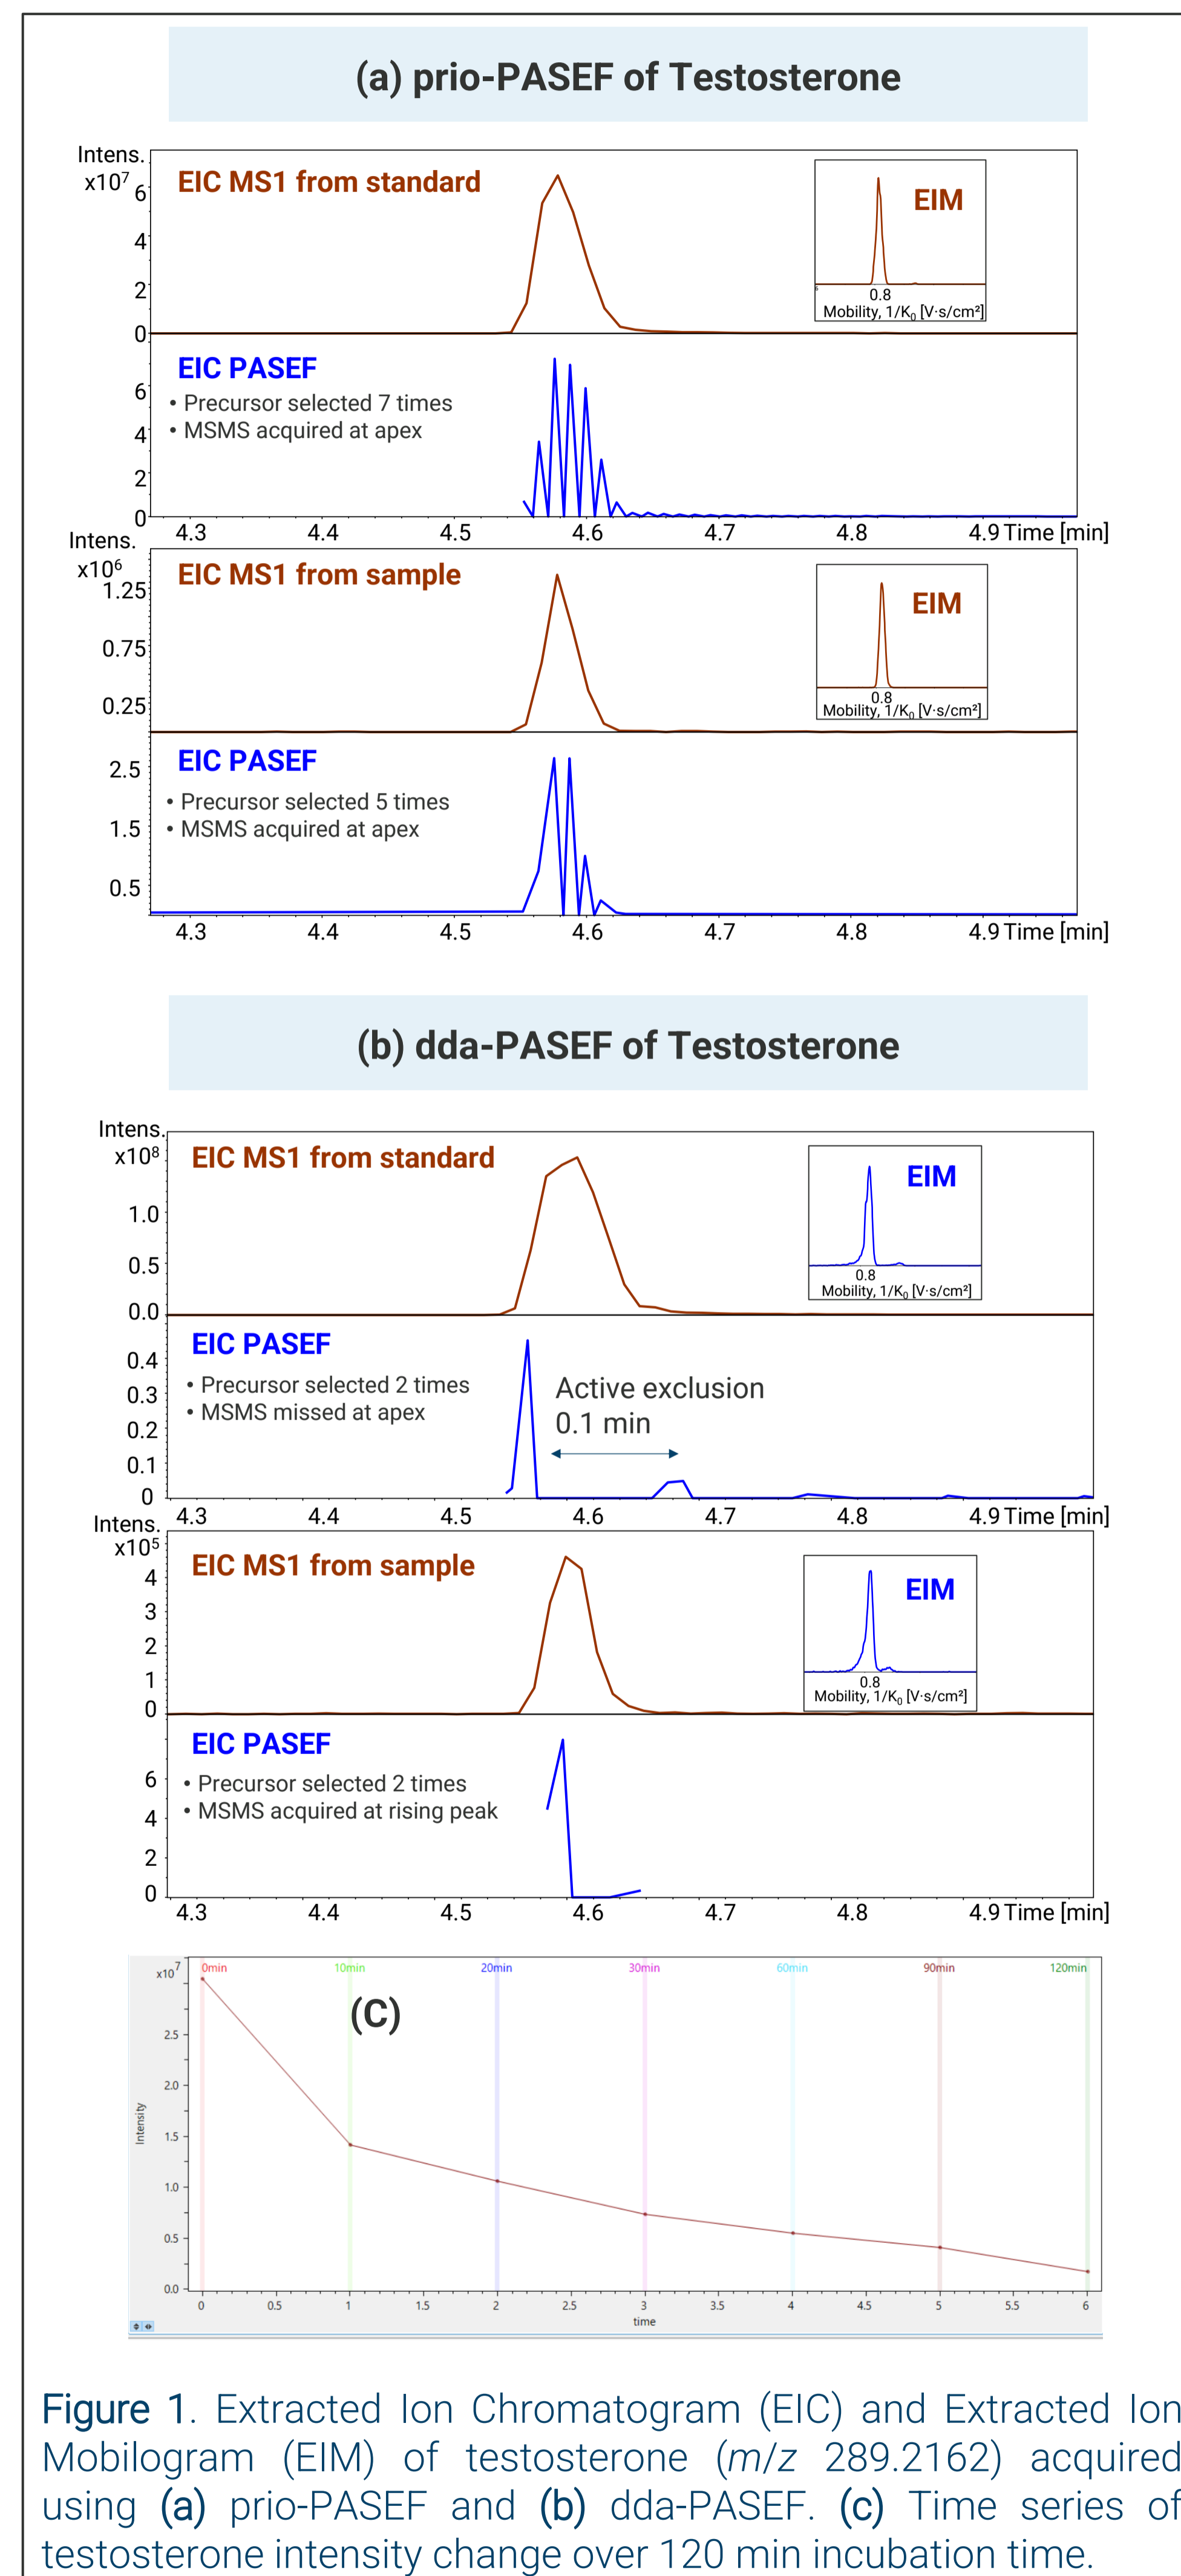 (a) prio-PASEF of Testosterone
Intens.
x10⁷
EIC MS1 from standard
EIM
6
4
2
0
0.8
Mobility, 1/K₀ [V·s/cm²]
EIC PASEF
• Precursor selected 7 times
• MSMS acquired at apex
6
4
2
0
4.3 4.4 4.5 4.6 4.7 4.8 4.9 Time [min]
Intens.
x10⁶
EIC MS1 from sample
EIM
1.25
0.75
0.25
0.8
Mobility, 1/K₀ [V·s/cm²]
EIC PASEF
• Precursor selected 5 times
• MSMS acquired at apex
2.5
1.5
0.5
4.3 4.4 4.5 4.6 4.7 4.8 4.9 Time [min]
(b) dda-PASEF of Testosterone
Intens.
x10⁸
EIC MS1 from standard
EIM
1.0
0.5
0.0
0.8
Mobility, 1/K₀ [V·s/cm²]
EIC PASEF
• Precursor selected 2 times
• MSMS missed at apex
Active exclusion
0.1 min
0.4
0.3
0.2
0.1
0
4.3 4.4 4.5 4.6 4.7 4.8 4.9 Time [min]
Intens.
x10⁵
EIC MS1 from sample
EIM
4
3
2
1
0
0.8
Mobility, 1/K₀ [V·s/cm²]
EIC PASEF
• Precursor selected 2 times
• MSMS acquired at rising peak
6
4
2
0
4.3 4.4 4.5 4.6 4.7 4.8 4.9 Time [min]
x10⁷
0min 10min 20min 30min 60min 90min 120min
(C)
2.5
2.0
1.5
1.0
0.5
0.0
Intensity
0 0.5 1 1.5 2 2.5 3 3.5 4 4.5 5 5.5 6
time
Figure 1. Extracted Ion Chromatogram (EIC) and Extracted Ion
Mobilogram (EIM) of testosterone (m/z 289.2162) acquired
using (a) prio-PASEF and (b) dda-PASEF. (c) Time series of
testosterone intensity change over 120 min incubation time.